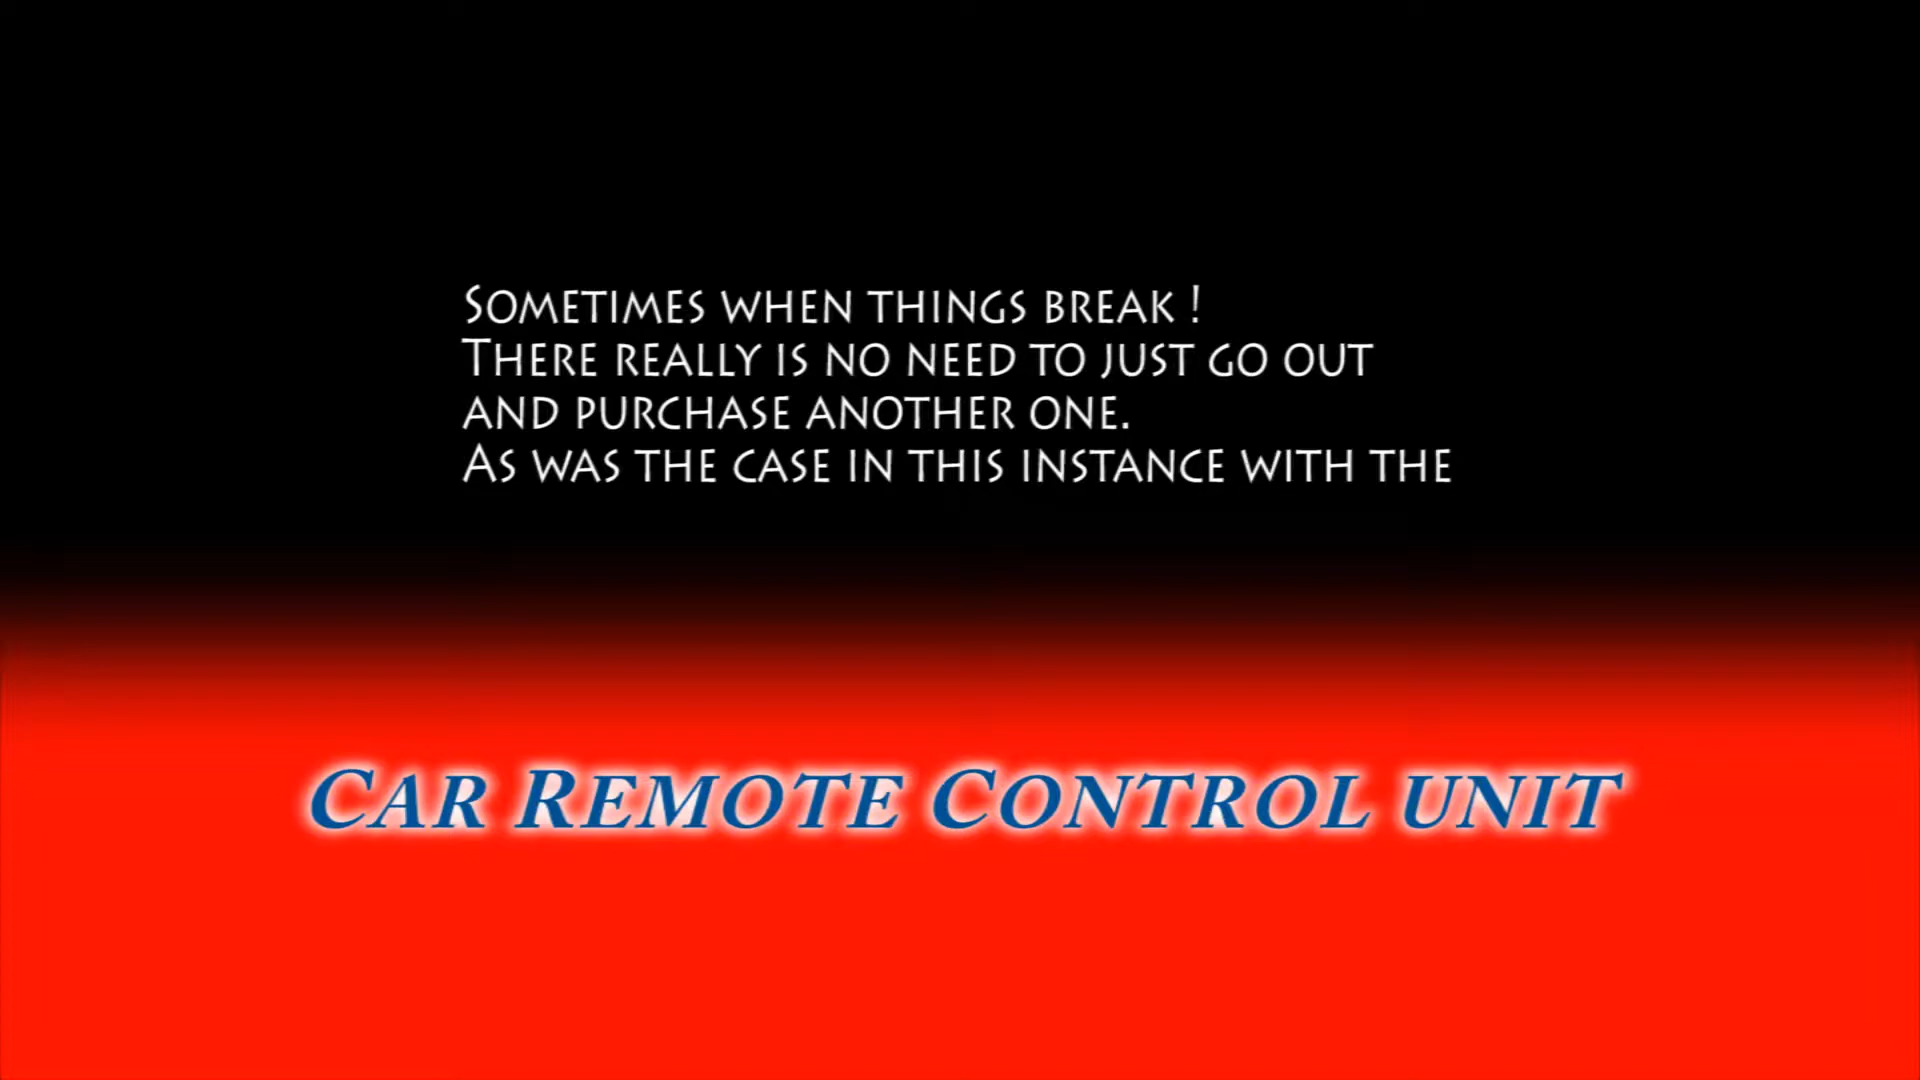 Sometimes when things break !
There really is no need to just go out
and purchase another one.
As was the case in this instance with the
Car Remote Control unit